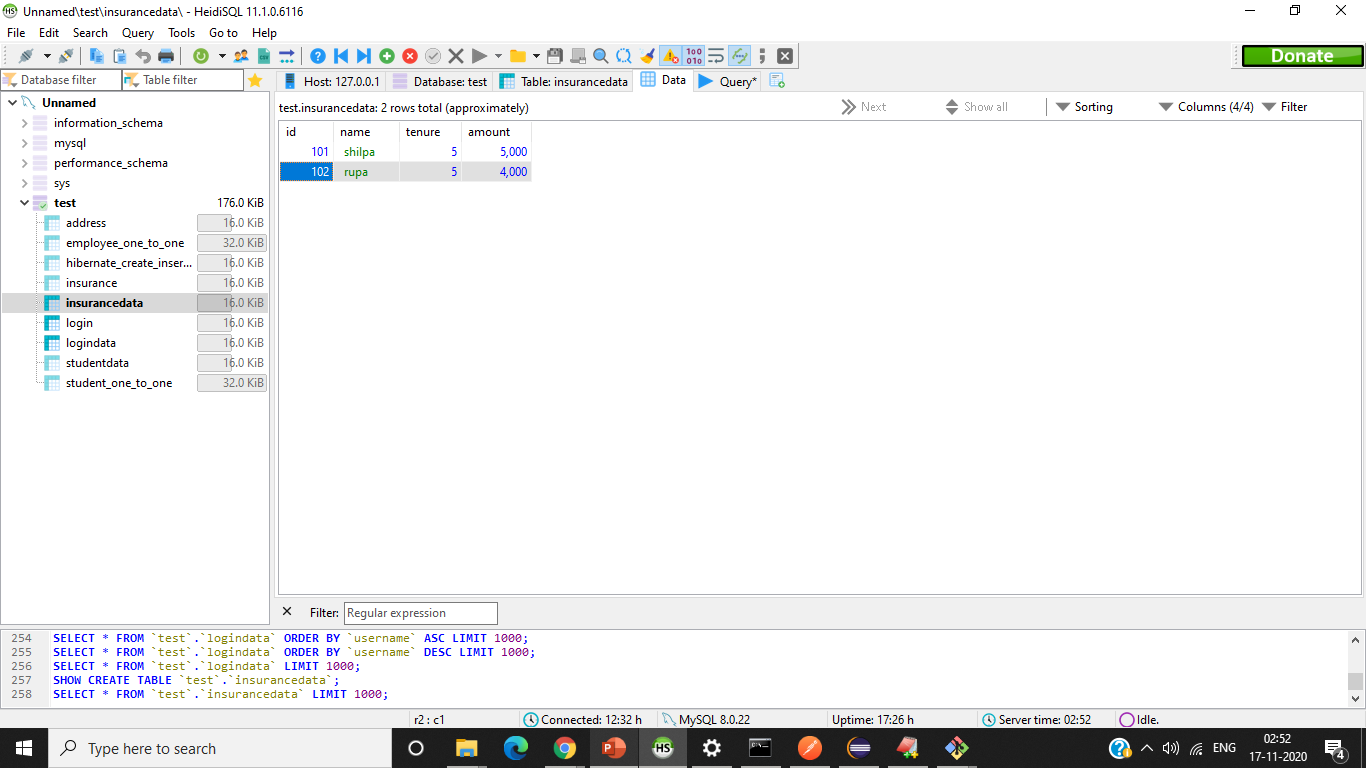 HS Unnamed\test\insurancedata\ - HeidiSQL 11.1.0.6116
File Edit Search Query Tools Go to Help
Donate
Database filter Table filter
Host: 127.0.0.1 Database: test Table: insurancedata Data Query*
Unnamed
information_schema
mysql
performance_schema
sys
test 176.0 KiB
address 16.0 KiB
employee_one_to_one 32.0 KiB
hibernate_create_inser... 16.0 KiB
insurance 16.0 KiB
insurancedata 16.0 KiB
login 16.0 KiB
logindata 16.0 KiB
studentdata 16.0 KiB
student_one_to_one 32.0 KiB
test.insurancedata: 2 rows total (approximately) Next Show all Sorting Columns (4/4) Filter
id name tenure amount
101 shilpa 5 5,000
102 rupa 5 4,000
Filter: Regular expression
254 SELECT * FROM `test`.`logindata` ORDER BY `username` ASC LIMIT 1000;
255 SELECT * FROM `test`.`logindata` ORDER BY `username` DESC LIMIT 1000;
256 SELECT * FROM `test`.`logindata` LIMIT 1000;
257 SHOW CREATE TABLE `test`.`insurancedata`;
258 SELECT * FROM `test`.`insurancedata` LIMIT 1000;
r2 : c1 Connected: 12:32 h MySQL 8.0.22 Uptime: 17:26 h Server time: 02:52 Idle.
Type here to search
HS
ENG
02:52
17-11-2020
4